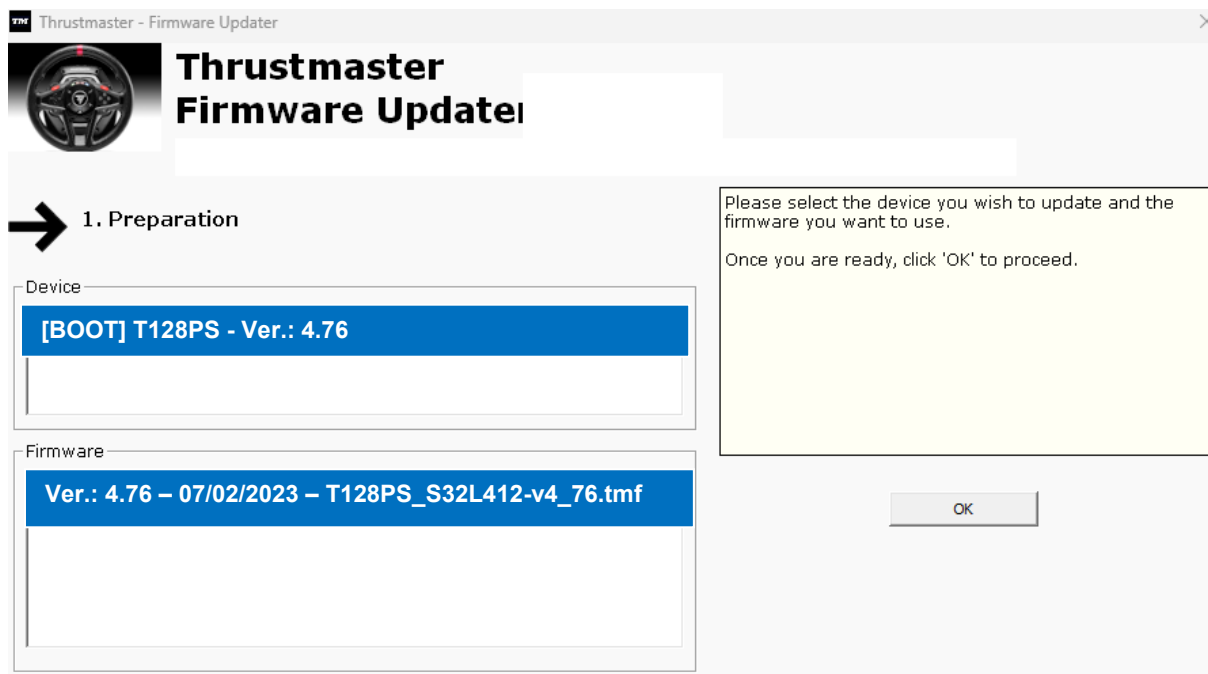 Thrustmaster - Firmware Updater
Thrustmaster
Firmware Updater
1. Preparation
Please select the device you wish to update and the
firmware you want to use.
Once you are ready, click 'OK' to proceed.
Device
[BOOT] T128PS - Ver.: 4.76
Firmware
Ver.: 4.76 – 07/02/2023 – T128PS_S32L412-v4_76.tmf
OK